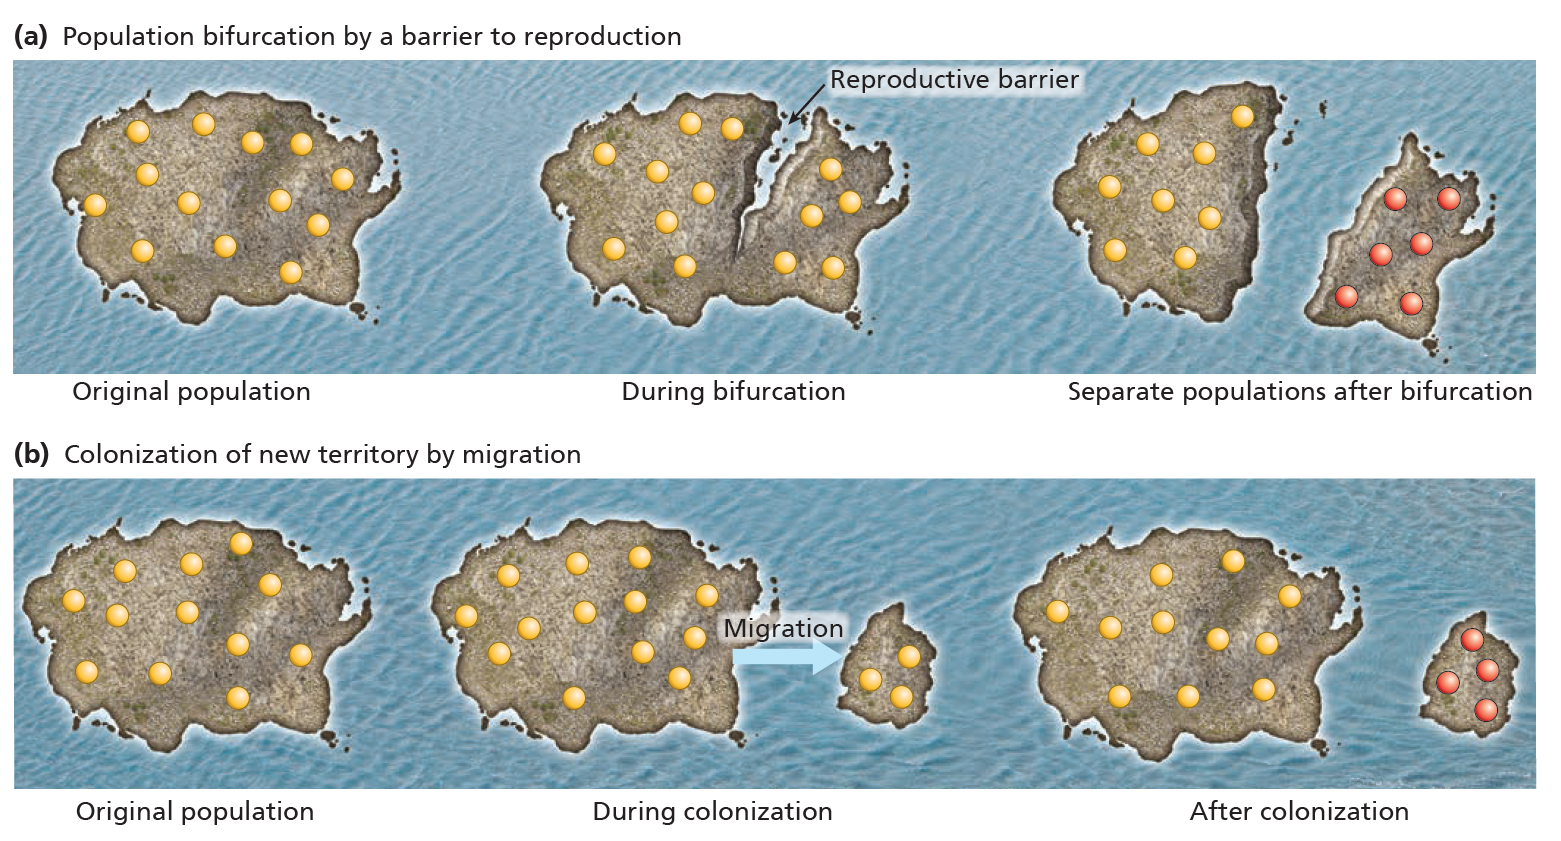 (a) Population bifurcation by a barrier to reproduction
Reproductive barrier
Original population
During bifurcation
Separate populations after bifurcation
(b) Colonization of new territory by migration
Migration
Original population
During colonization
After colonization